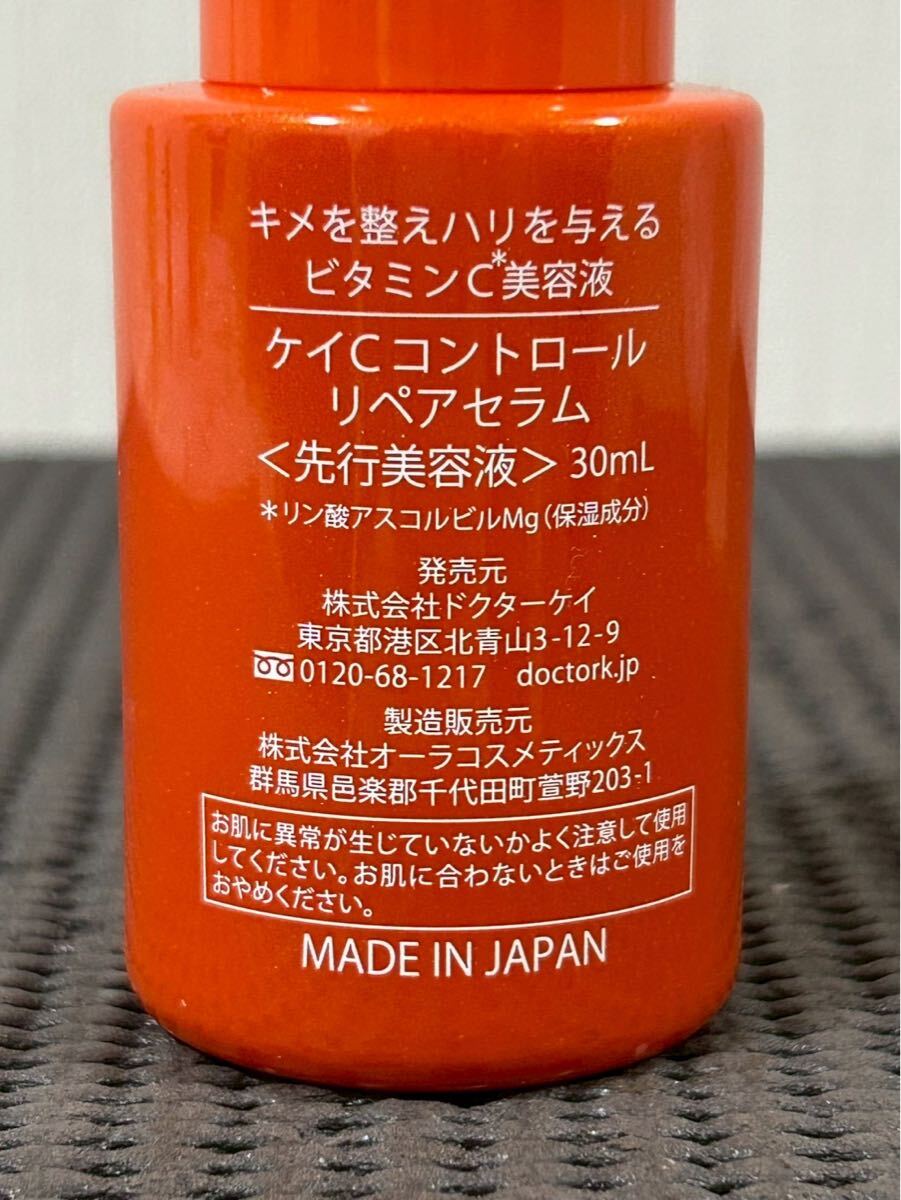 キメを整えハリを与える
ビタミンC*美容液
ケイCコントロール
リペアセラム
＜先行美容液＞ 30mL
*リン酸アスコルビルMg（保湿成分）
発売元
株式会社ドクターケイ
東京都港区北青山3-12-9
0120-68-1217 doctork.jp
製造販売元
株式会社オーラコスメティックス
群馬県邑楽郡千代田町萱野203-1
お肌に異常が生じていないかよく注意して使用
してください。お肌に合わないときはご使用を
おやめください。
MADE IN JAPAN